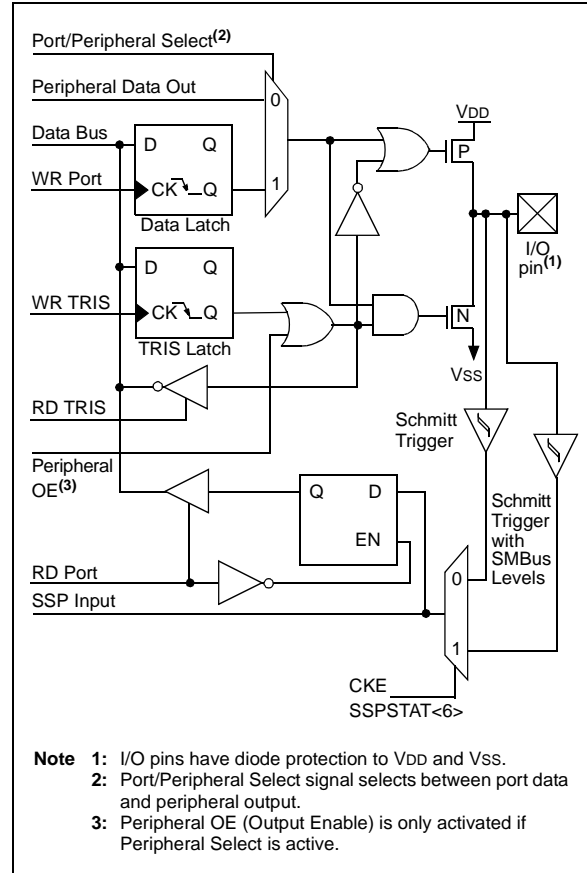 Port/Peripheral Select(2)
Peripheral Data Out
0
VDD
Data Bus
D Q
P
WR Port
CK Q
1
Data Latch
I/O
pin(1)
D Q
WR TRIS
CK Q
N
TRIS Latch
VSS
RD TRIS
Schmitt
Trigger
Peripheral
OE(3)
Q D
Schmitt
Trigger
with
SMBus
Levels
EN
RD Port
0
SSP Input
1
CKE
SSPSTAT<6>
Note 1: I/O pins have diode protection to VDD and VSS.
2: Port/Peripheral Select signal selects between port data
and peripheral output.
3: Peripheral OE (Output Enable) is only activated if
Peripheral Select is active.